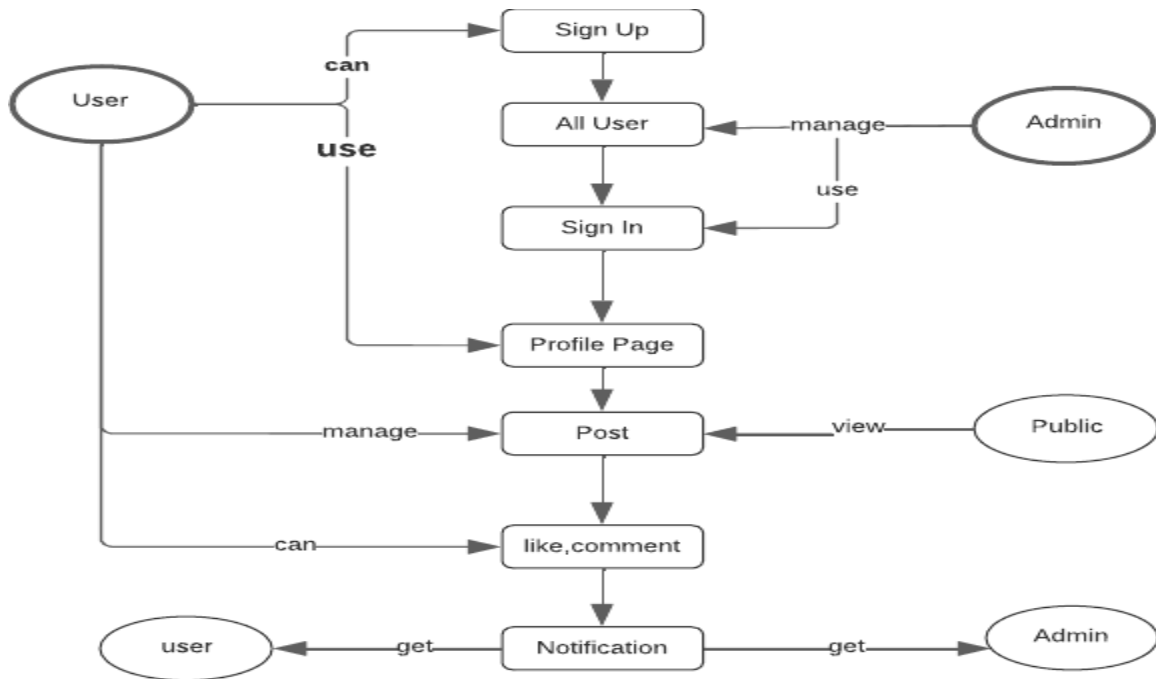 Sign Up
can
User
use
All User
manage
Admin
use
Sign In
Profile Page
manage
Post
view
Public
can
like,comment
user
get
Notification
get
Admin